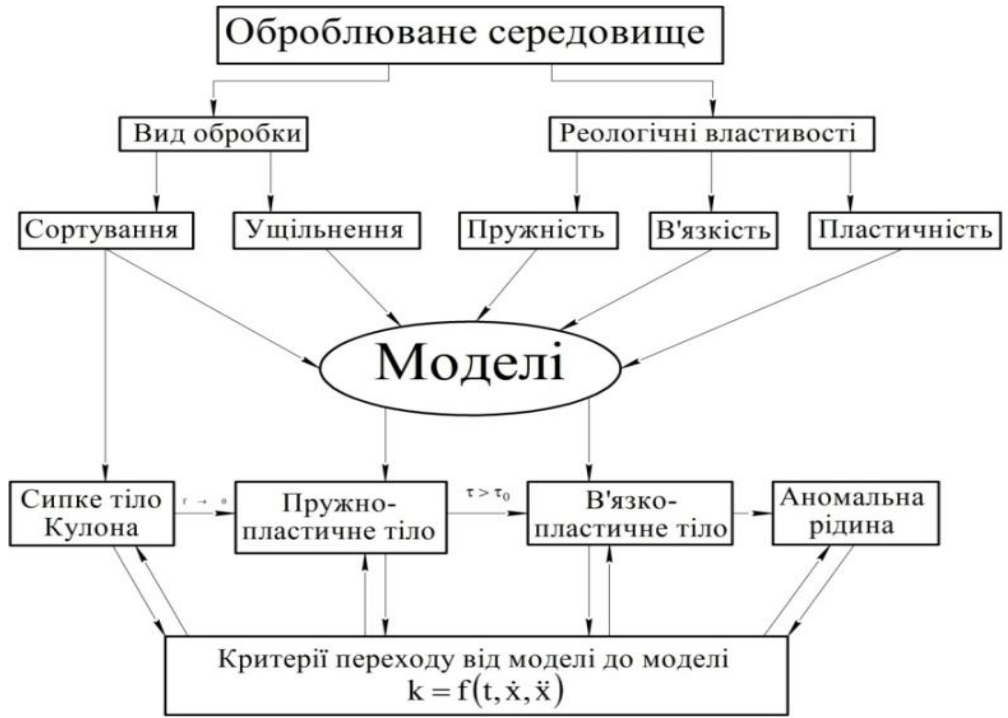 Оброблюване середовище
Вид обробки
Реологічні властивості
Сортування
Ущільнення
Пружність
В'язкість
Пластичність
Моделі
Сипке тіло
Кулона
Пружно-
пластичне тіло
τ > τ₀
В'язко-
пластичне тіло
Аномальна
рідина
Критерії переходу від моделі до моделі
k = f(t, ẋ, ẍ)